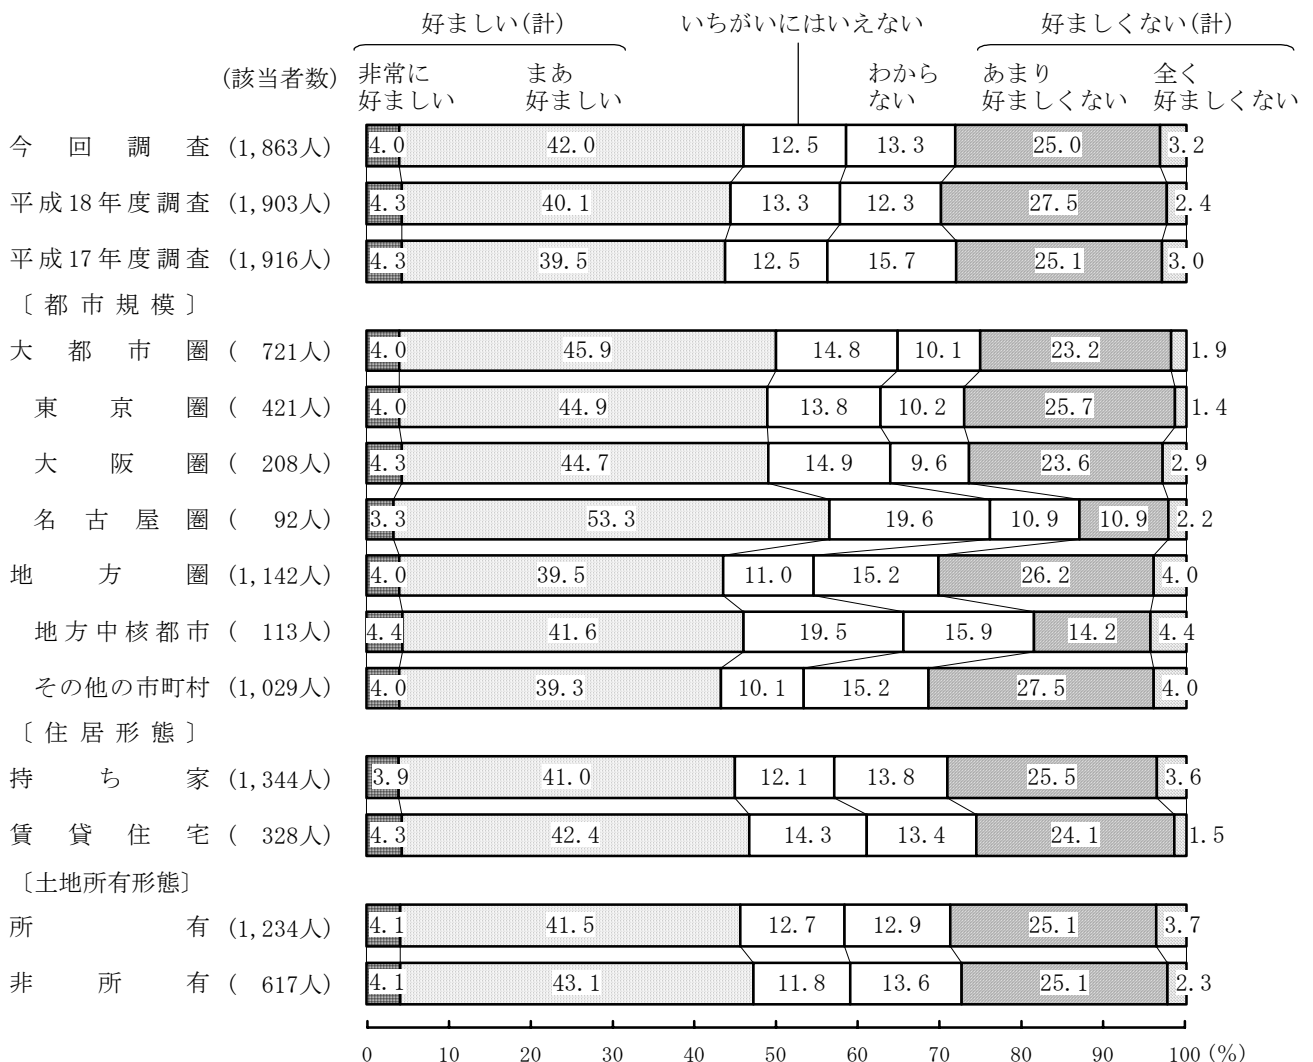 好ましい(計) いちがいにはいえない 好ましくない(計)
(該当者数) 非常に まあ わから あまり 全く
好ましい 好ましい ない 好ましくない 好ましくない
今回調査 (1,863人) 4.0 42.0 12.5 13.3 25.0 3.2
平成18年度調査 (1,903人) 4.3 40.1 13.3 12.3 27.5 2.4
平成17年度調査 (1,916人) 4.3 39.5 12.5 15.7 25.1 3.0
〔都市規模〕
大都市圏 ( 721人) 4.0 45.9 14.8 10.1 23.2 1.9
東京圏 ( 421人) 4.0 44.9 13.8 10.2 25.7 1.4
大阪圏 ( 208人) 4.3 44.7 14.9 9.6 23.6 2.9
名古屋圏 ( 92人) 3.3 53.3 19.6 10.9 10.9 2.2
地方圏 (1,142人) 4.0 39.5 11.0 15.2 26.2 4.0
地方中核都市 ( 113人) 4.4 41.6 19.5 15.9 14.2 4.4
その他の市町村 (1,029人) 4.0 39.3 10.1 15.2 27.5 4.0
〔住居形態〕
持ち家 (1,344人) 3.9 41.0 12.1 13.8 25.5 3.6
賃貸住宅 ( 328人) 4.3 42.4 14.3 13.4 24.1 1.5
〔土地所有形態〕
所有 (1,234人) 4.1 41.5 12.7 12.9 25.1 3.7
非所有 ( 617人) 4.1 43.1 11.8 13.6 25.1 2.3
0 10 20 30 40 50 60 70 80 90 100 (%)